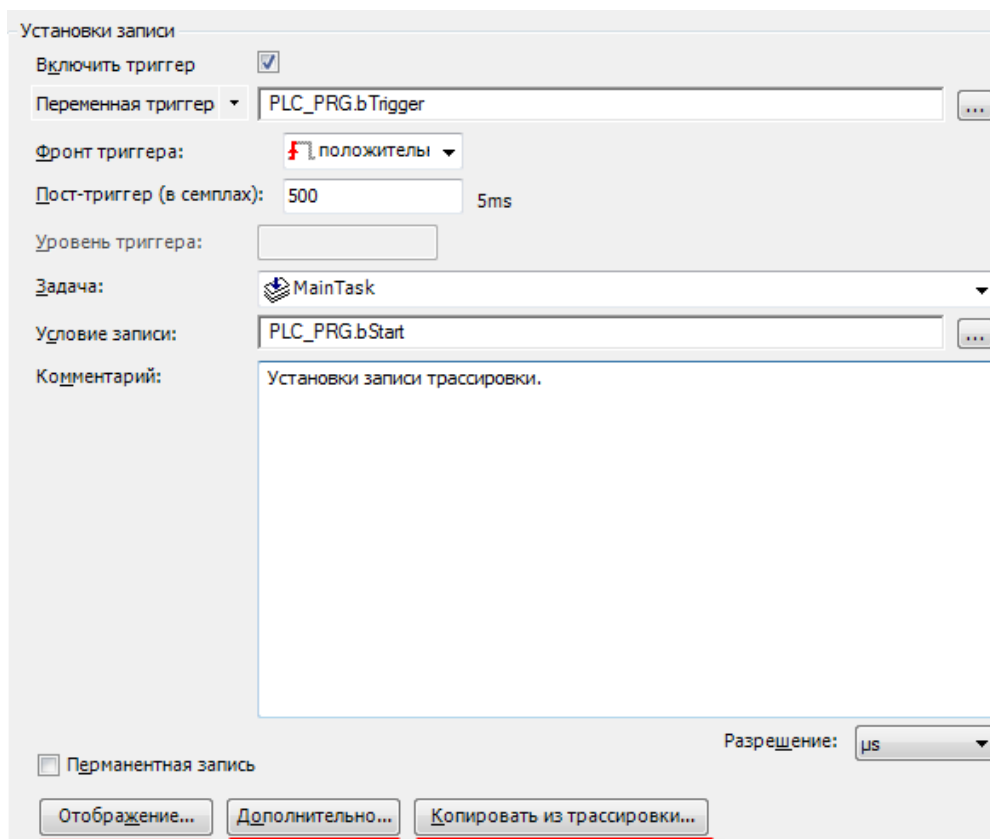 Установки записи
Включить триггер
Переменная триггер PLC_PRG.bTrigger ...
Фронт триггера: положителы
Пост-триггер (в семплах): 500 5ms
Уровень триггера:
Задача: MainTask
Условие записи: PLC_PRG.bStart ...
Комментарий: Установки записи трассировки.
Разрешение: µs
Перманентная запись
Отображение... Дополнительно... Копировать из трассировки...